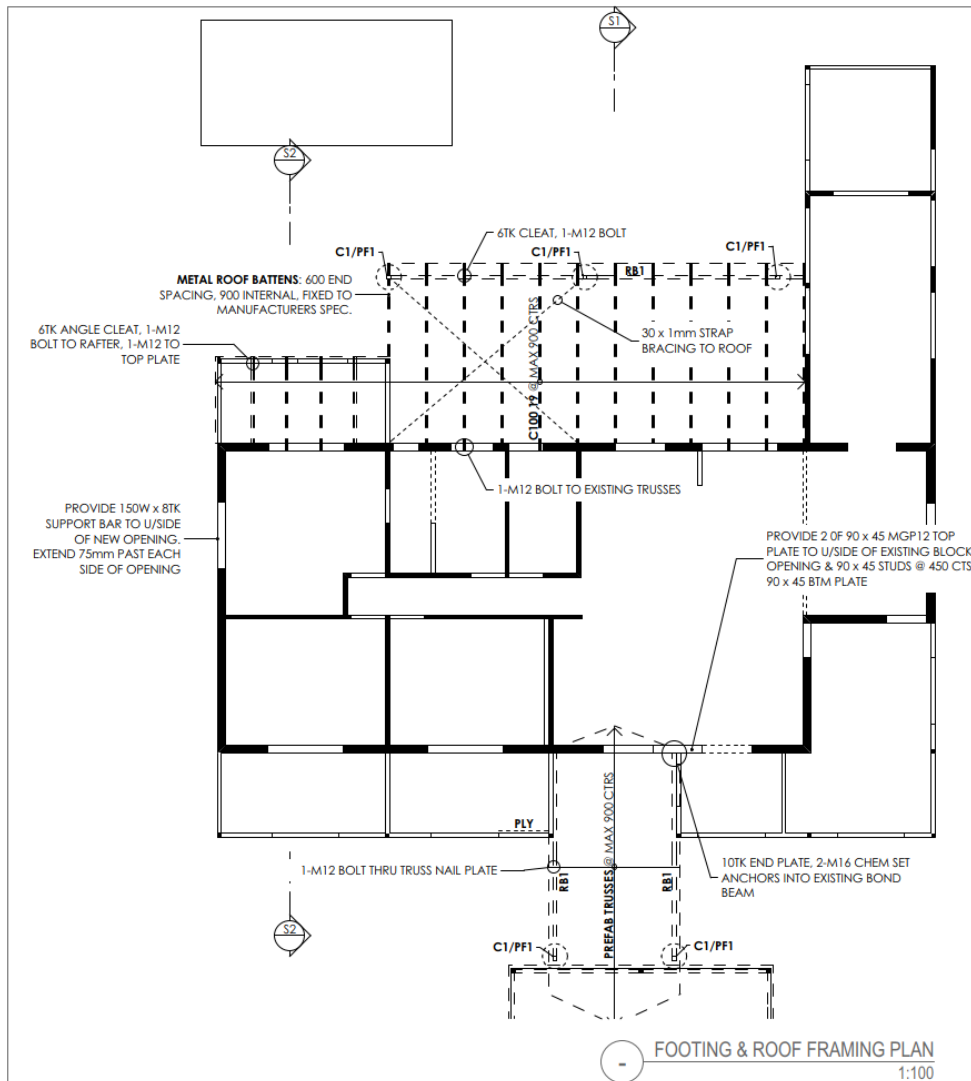 S1
S2
C1/PF1
6TK CLEAT, 1-M12 BOLT
C1/PF1
C1/PF1
RB1
METAL ROOF BATTENS: 600 END
SPACING, 900 INTERNAL, FIXED TO
MANUFACTURERS SPEC.
6TK ANGLE CLEAT, 1-M12
BOLT TO RAFTER, 1-M12 TO
TOP PLATE
30 x 1mm STRAP
BRACING TO ROOF
C100 19 @ MAX 900 CTRS
1-M12 BOLT TO EXISTING TRUSSES
PROVIDE 150W x 8TK
SUPPORT BAR TO U/SIDE
OF NEW OPENING.
EXTEND 75mm PAST EACH
SIDE OF OPENING
PROVIDE 2 OF 90 x 45 MGP12 TOP
PLATE TO U/SIDE OF EXISTING BLOCK
OPENING & 90 x 45 STUDS @ 450 CTS
90 x 45 BTM PLATE
PLY
1-M12 BOLT THRU TRUSS NAIL PLATE
RB1
PREFAB TRUSSES @ MAX 900 CTRS
RB1
10TK END PLATE, 2-M16 CHEM SET
ANCHORS INTO EXISTING BOND
BEAM
S2
C1/PF1
C1/PF1
-
FOOTING & ROOF FRAMING PLAN
1:100